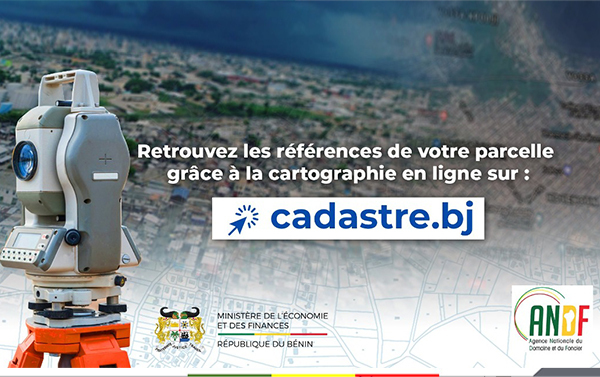 Retrouvez les références de votre parcelle
grâce à la cartographie en ligne sur :
cadastre.bj
MINISTÈRE DE L'ÉCONOMIE
ET DES FINANCES
RÉPUBLIQUE DU BÉNIN
ANDF
Agence Nationale du
Domaine et du Foncier